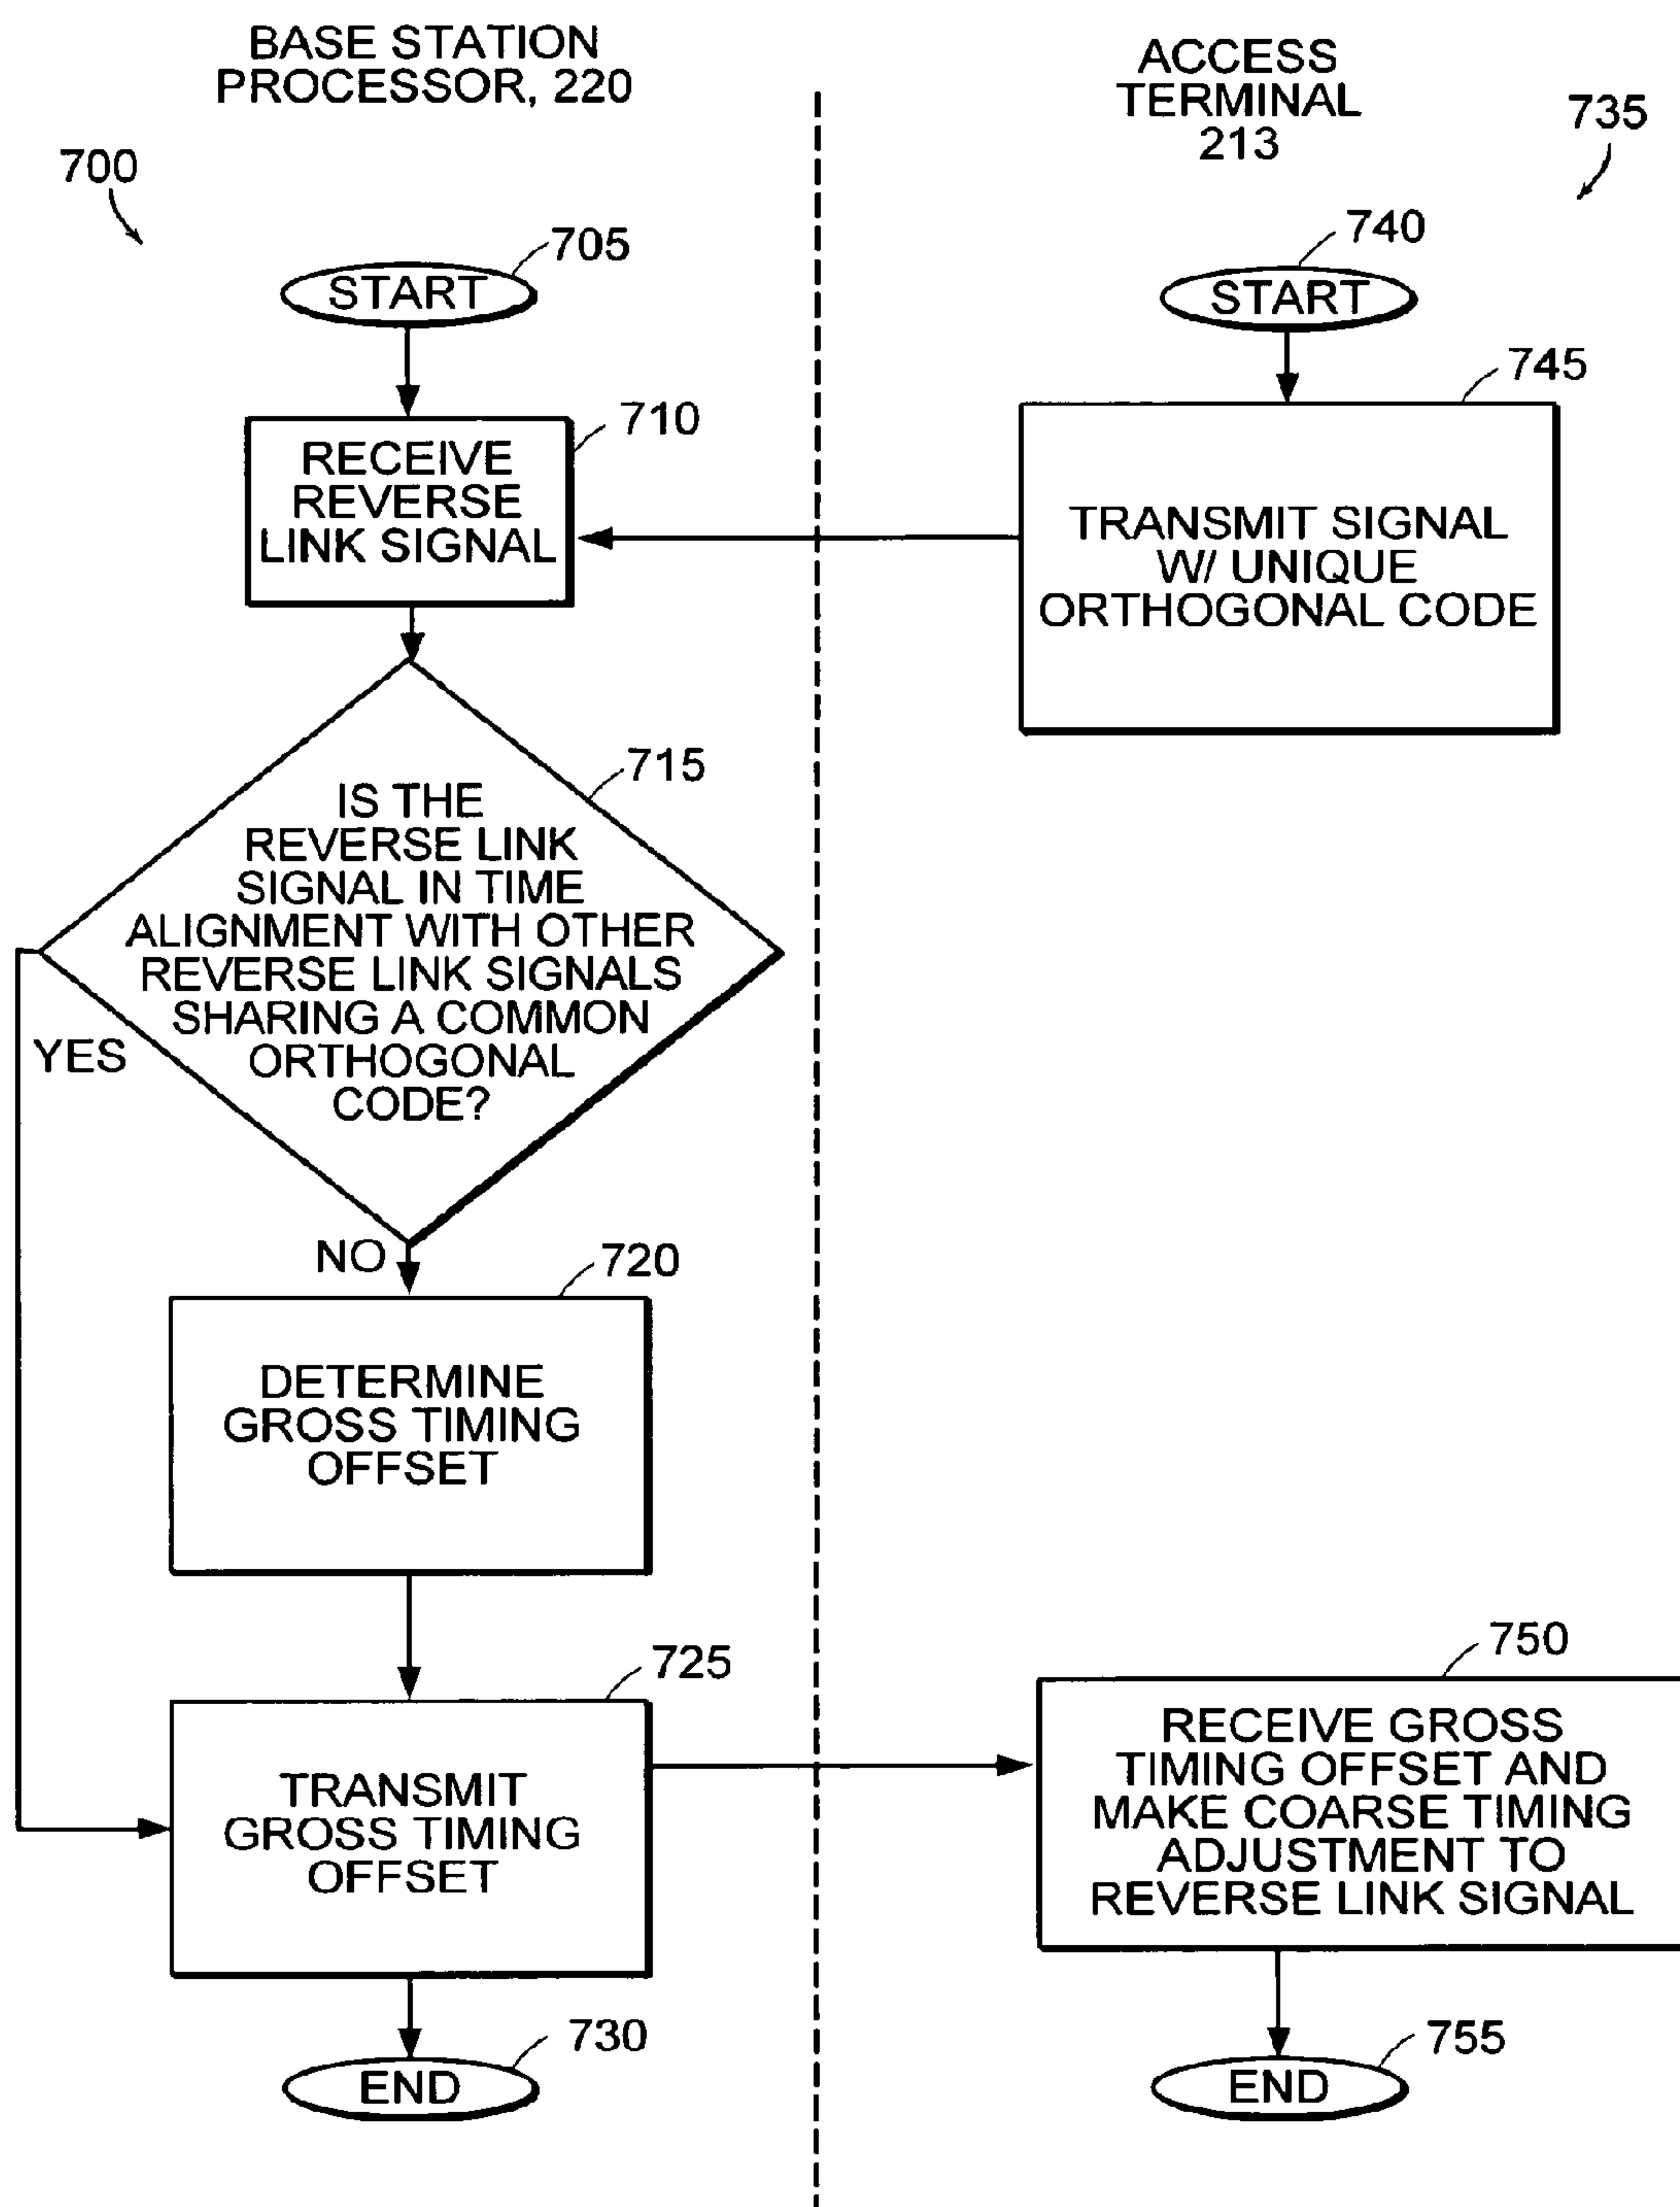 BASE STATION
PROCESSOR, 220
ACCESS
TERMINAL
213
735
700
705
START
740
START
745
710
RECEIVE
REVERSE
LINK SIGNAL
TRANSMIT SIGNAL
W/ UNIQUE
ORTHOGONAL CODE
715
IS THE
REVERSE LINK
SIGNAL IN TIME
ALIGNMENT WITH OTHER
REVERSE LINK SIGNALS
SHARING A COMMON
ORTHOGONAL
CODE?
YES
NO
720
DETERMINE
GROSS TIMING
OFFSET
725
TRANSMIT
GROSS TIMING
OFFSET
750
RECEIVE GROSS
TIMING OFFSET AND
MAKE COARSE TIMING
ADJUSTMENT TO
REVERSE LINK SIGNAL
730
END
755
END